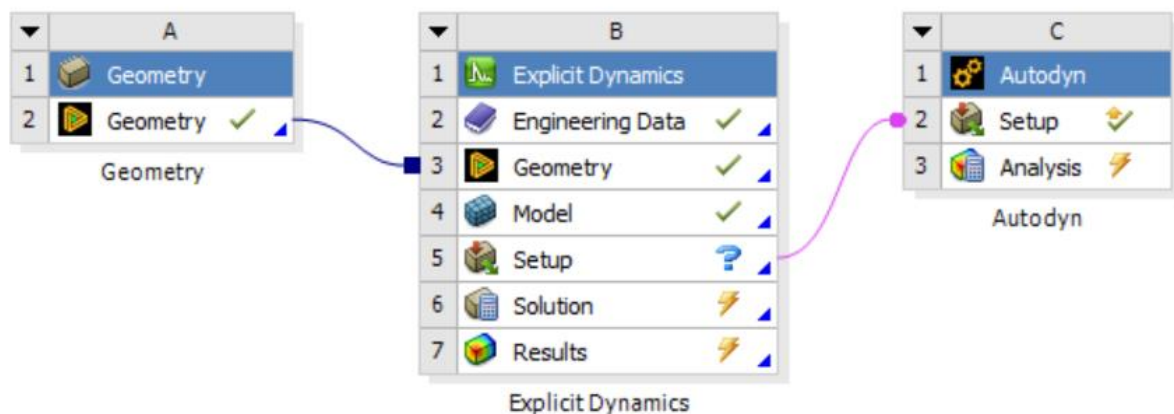 A
1 Geometry
2 Geometry
Geometry
B
1 Explicit Dynamics
2 Engineering Data
3 Geometry
4 Model
5 Setup ?
6 Solution
7 Results
Explicit Dynamics
C
1 Autodyn
2 Setup
3 Analysis
Autodyn